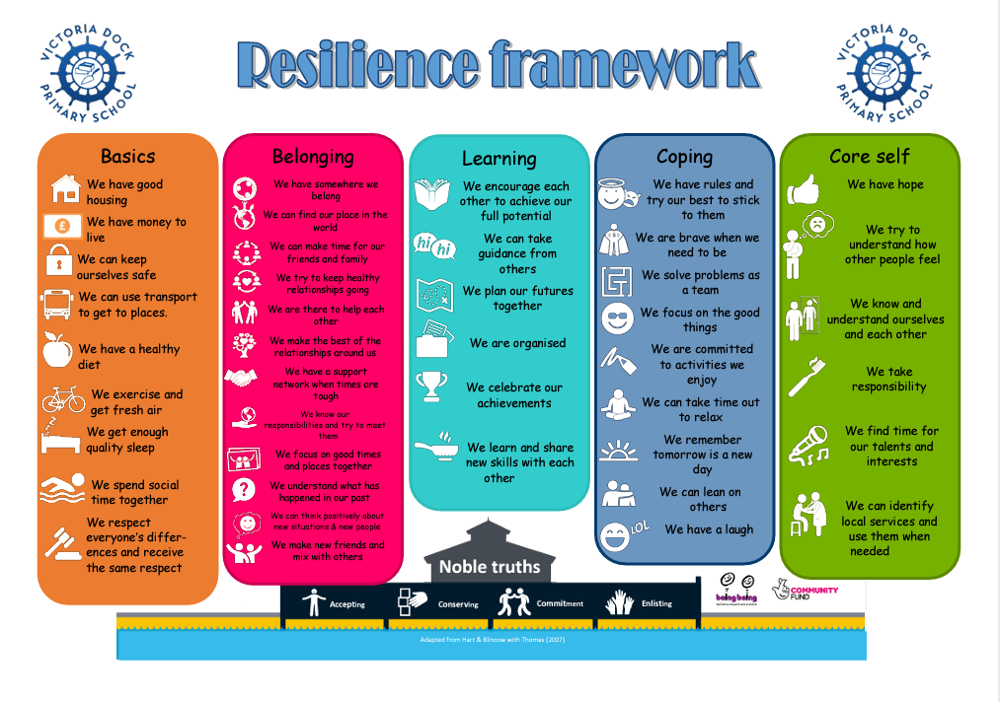 VICTORIA DOCK
PRIMARY SCHOOL
Resilience framework
VICTORIA DOCK
PRIMARY SCHOOL
Basics
We have good
housing
£
We have money to
live
We can keep
ourselves safe
We can use transport
to get to places.
We have a healthy
diet
We exercise and
get fresh air
We get enough
quality sleep
We spend social
time together
We respect
everyone's differ-
ences and receive
the same respect
Belonging
We have somewhere we
belong
We can find our place in the
world
We can make time for our
friends and family
We try to keep healthy
relationships going
We are there to help each
other
We make the best of the
relationships around us
We have a support
network when times are
tough
We know our
responsibilities and try to meet
them
We focus on good times
and places together
?
We understand what has
happened in our past
We can think positively about
new situations & new people
We make new friends and
mix with others
Learning
We encourage each
other to achieve our
full potential
hi hi
We can take
guidance from
others
We plan our futures
together
We are organised
We celebrate our
achievements
We learn and share
new skills with each
other
Coping
We have rules and
try our best to stick
to them
We are brave when we
need to be
We solve problems as
a team
We focus on the good
things
We are committed
to activities we
enjoy
We can take time out
to relax
We remember
tomorrow is a new
day
We can lean on
others
LOL
We have a laugh
Core self
We have hope
We try to
understand how
other people feel
We know and
understand ourselves
and each other
We take
responsibility
We find time for
our talents and
interests
We can identify
local services and
use them when
needed
Noble truths
Accepting
Conserving
Commitment
Enlisting
boingboing
COMMUNITY
FUND
Adapted from Hart & Blincow with Thomas (2007)